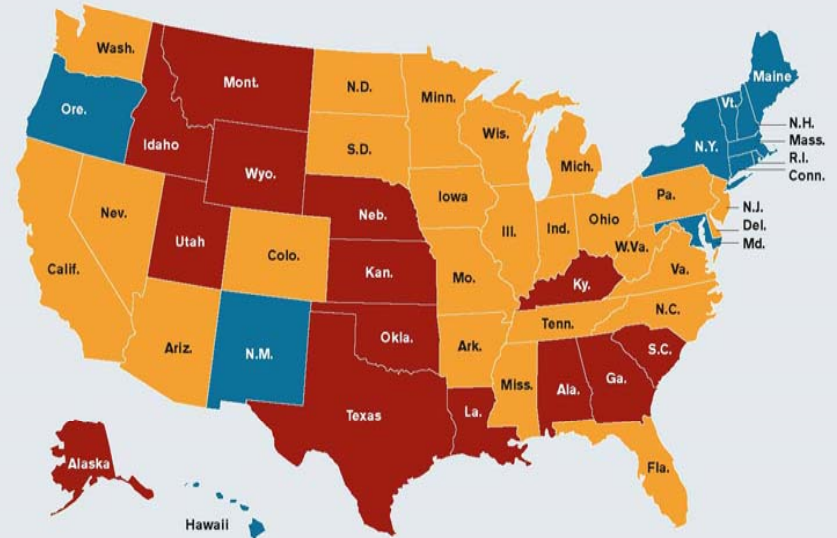 Wash.
Ore.
Mont.
Idaho
Wyo.
N.D.
S.D.
Minn.
Wis.
Mich.
Maine
Vt.
N.Y.
N.H.
Mass.
R.I.
Conn.
N.J.
Del.
Md.
Pa.
Calif.
Nev.
Utah
Colo.
Neb.
Kan.
Iowa
Mo.
Ill.
Ind.
Ohio
W.Va.
Va.
Ky.
N.C.
Tenn.
S.C.
Ariz.
N.M.
Okla.
Texas
Ark.
La.
Miss.
Ala.
Ga.
Fla.
Alaska
Hawaii